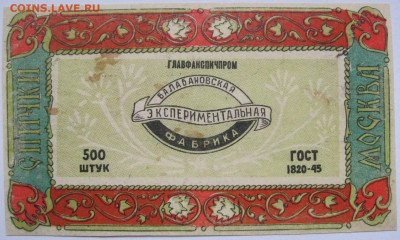 COINS.LAVE.RU
ГЛАВФАНСПИЧПРОМ
БАЛАБАНОВСКАЯ
ЭКСПЕРИМЕНТАЛЬНАЯ
ФАБРИКА
500
ШТУК
ГОСТ
1820-45
СПИЧКИ
МОСКВА